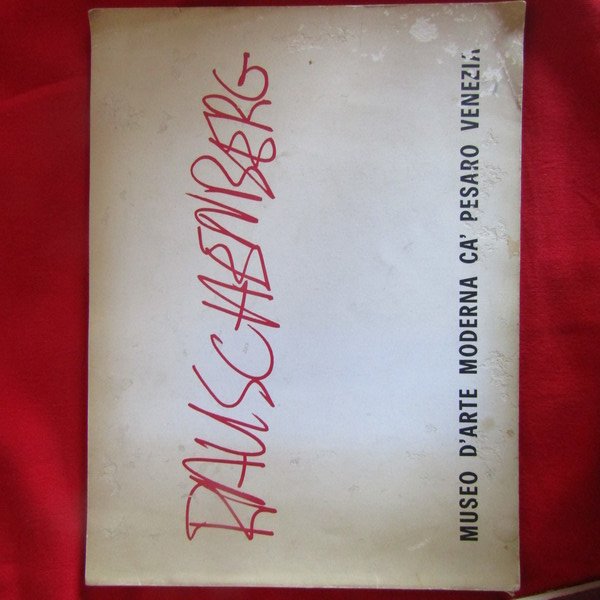 RAUSCHENBERG
MUSEO D'ARTE MODERNA CA' PESARO VENEZIA